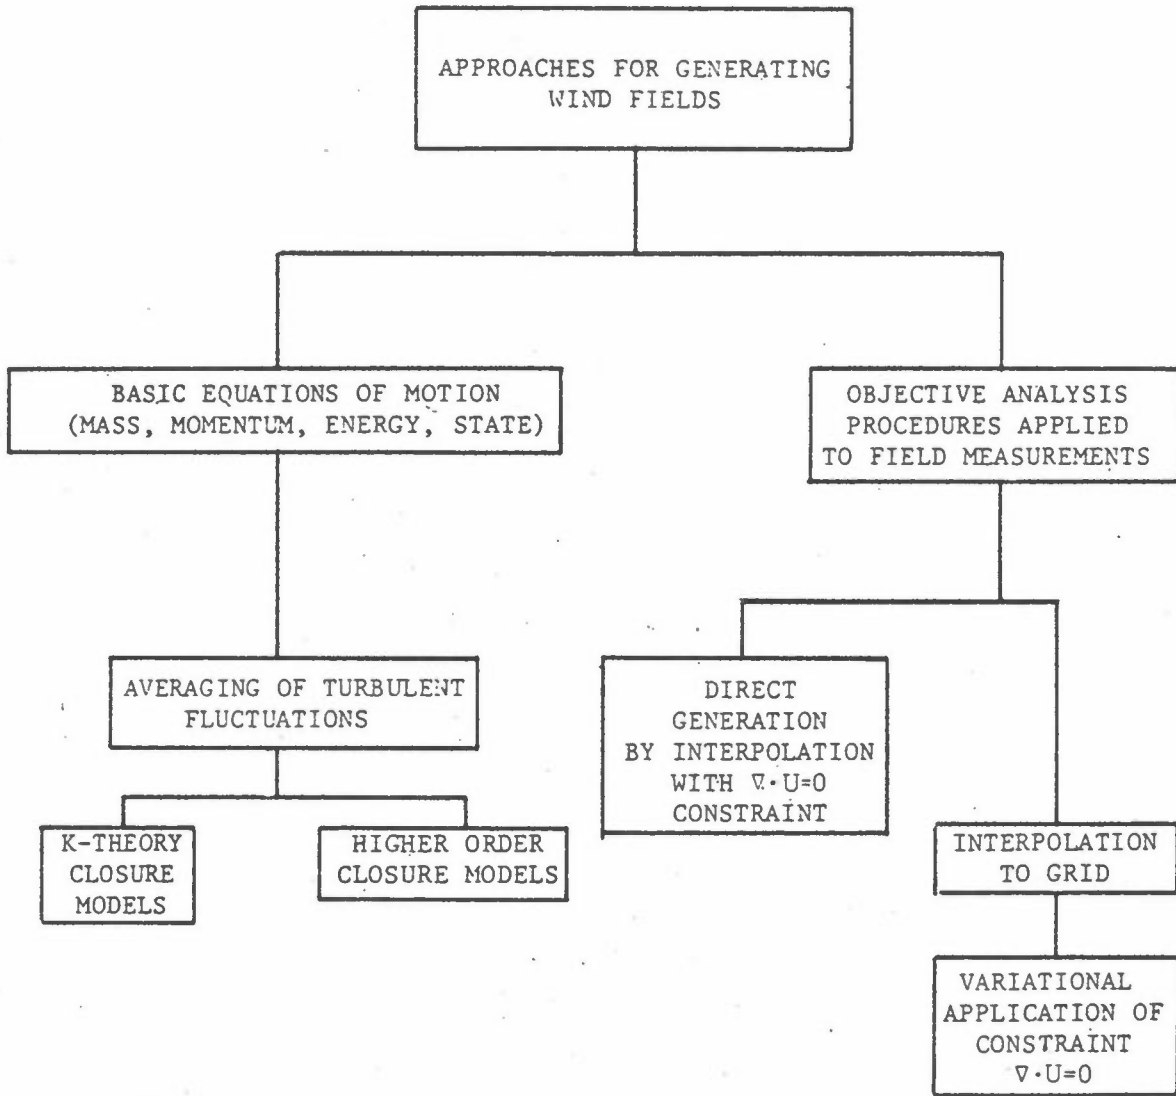 APPROACHES FOR GENERATING
WIND FIELDS
BASIC EQUATIONS OF MOTION
(MASS, MOMENTUM, ENERGY, STATE)
OBJECTIVE ANALYSIS
PROCEDURES APPLIED
TO FIELD MEASUREMENTS
AVERAGING OF TURBULENT
FLUCTUATIONS
K-THEORY
CLOSURE
MODELS
HIGHER ORDER
CLOSURE MODELS
DIRECT
GENERATION
BY INTERPOLATION
WITH ∇·U=0
CONSTRAINT
INTERPOLATION
TO GRID
VARIATIONAL
APPLICATION OF
CONSTRAINT
∇·U=0